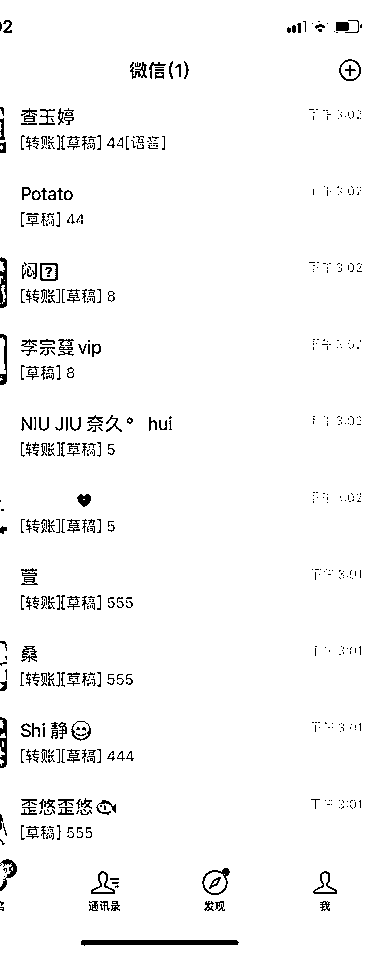 02
微信(1)
查玉婷
下午 3:02
[转账][草稿] 44[语音]
Potato
下午 3:02
[草稿] 44
闷?
下午 3:02
[转账][草稿] 8
李宗蔓 vip
下午 3:02
[草稿] 8
NIU JIU 奈久° hui
下午 3:02
[转账][草稿] 5
下午 3:02
[转账][草稿] 5
萱
下午 3:01
[转账][草稿] 555
桑
下午 3:01
[转账][草稿] 555
Shi 静
下午 3:01
[转账][草稿] 444
歪悠歪悠
下午 3:01
[草稿] 555
通讯录
发现
我